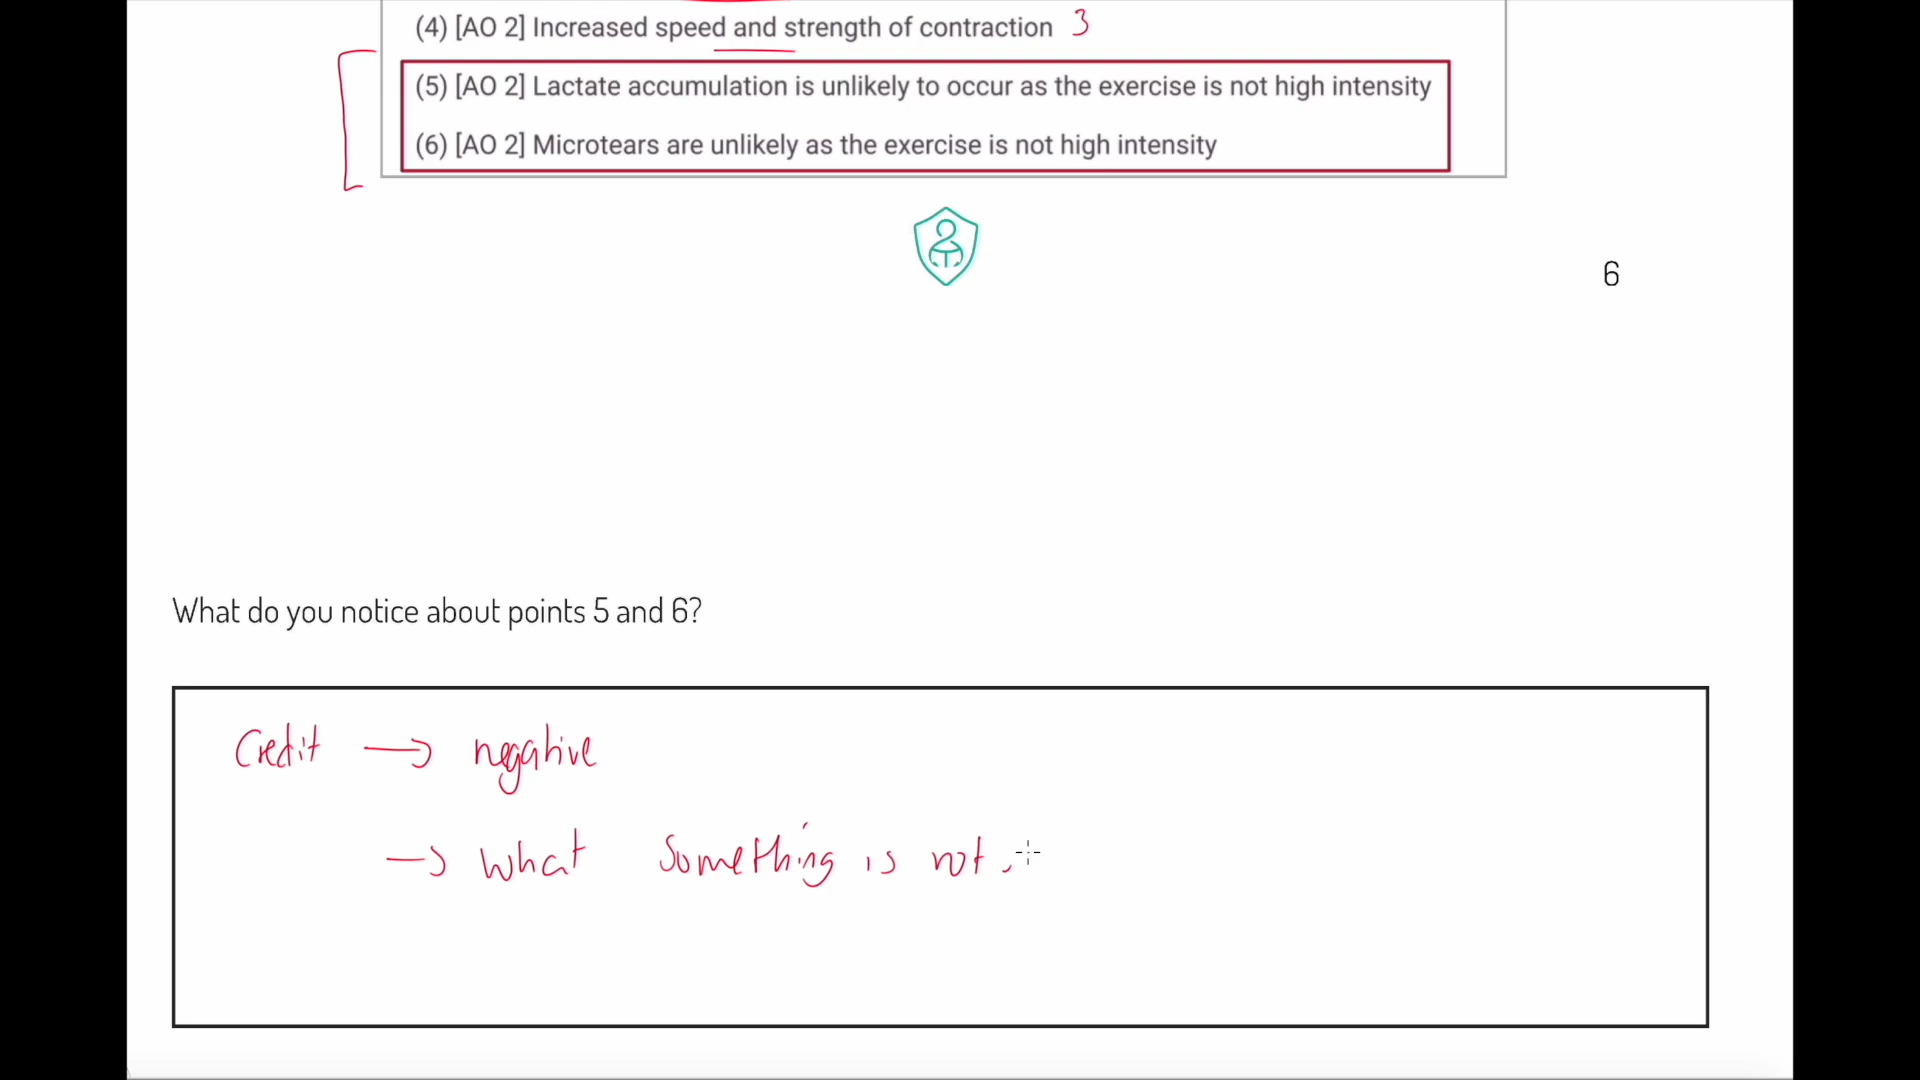 (4) [AO 2] Increased speed and strength of contraction 3
(5) [AO 2] Lactate accumulation is unlikely to occur as the exercise is not high intensity
(6) [AO 2] Microtears are unlikely as the exercise is not high intensity
6
What do you notice about points 5 and 6?
Credit → negative
→ What something is not.